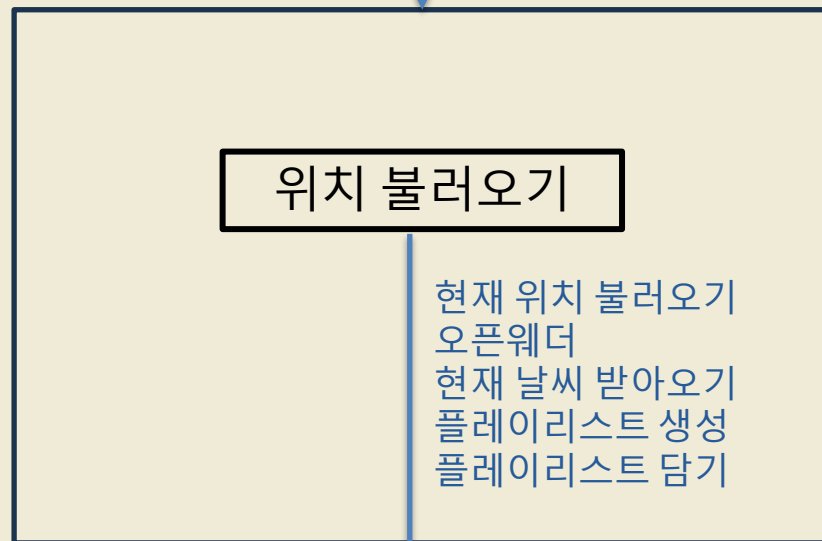 위치 불러오기
현재 위치 불러오기
오픈웨더
현재 날씨 받아오기
플레이리스트 생성
플레이리스트 담기